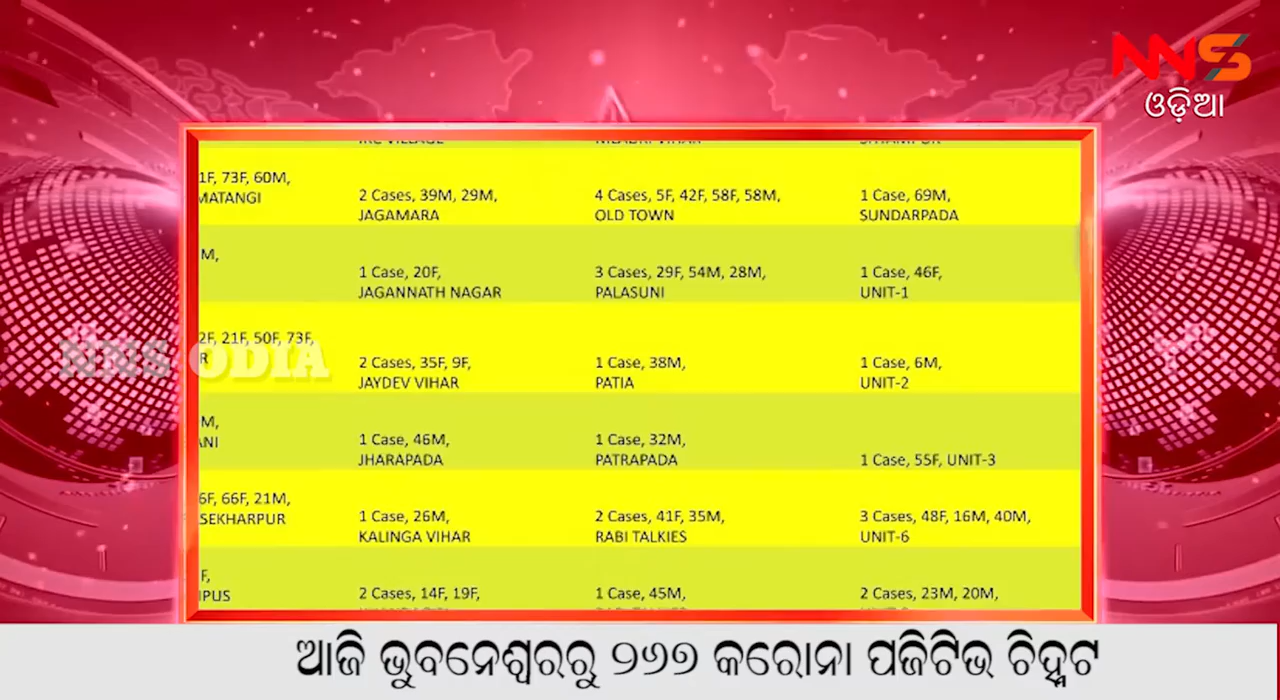 NNS
ଓଡ଼ିଆ
1F, 73F, 60M,
MATANGI
2 Cases, 39M, 29M,
JAGAMARA
4 Cases, 5F, 42F, 58F, 58M,
OLD TOWN
1 Case, 69M,
SUNDARPADA
M,
1 Case, 20F,
JAGANNATH NAGAR
3 Cases, 29F, 54M, 28M,
PALASUNI
1 Case, 46F,
UNIT-1
2F, 21F, 50F, 73F,
R
2 Cases, 35F, 9F,
JAYDEV VIHAR
1 Case, 38M,
PATIA
1 Case, 6M,
UNIT-2
NNS ODIA
M,
ANI
1 Case, 46M,
JHARAPADA
1 Case, 32M,
PATRAPADA
1 Case, 55F, UNIT-3
6F, 66F, 21M,
SEKHARPUR
1 Case, 26M,
KALINGA VIHAR
2 Cases, 41F, 35M,
RABI TALKIES
3 Cases, 48F, 16M, 40M,
UNIT-6
F,
MPUS
2 Cases, 14F, 19F,
1 Case, 45M,
2 Cases, 23M, 20M,
ଆଜି ଭୁବନେଶ୍ୱରରୁ ୨୬୭ କରୋନା ପଜିଟିଭ୍ ଚିହ୍ନଟ